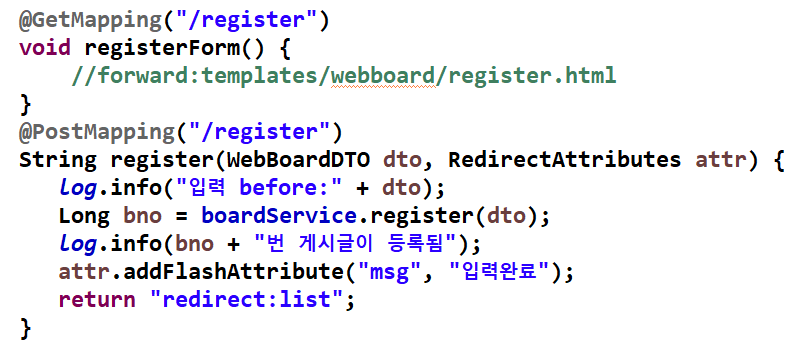 @GetMapping("/register")
void registerForm() {
    //forward:templates/webboard/register.html
}
@PostMapping("/register")
String register(WebBoardDTO dto, RedirectAttributes attr) {
   log.info("입력 before:" + dto);
   Long bno = boardService.register(dto);
   log.info(bno + "번 게시글이 등록됨");
   attr.addFlashAttribute("msg", "입력완료");
   return "redirect:list";
}